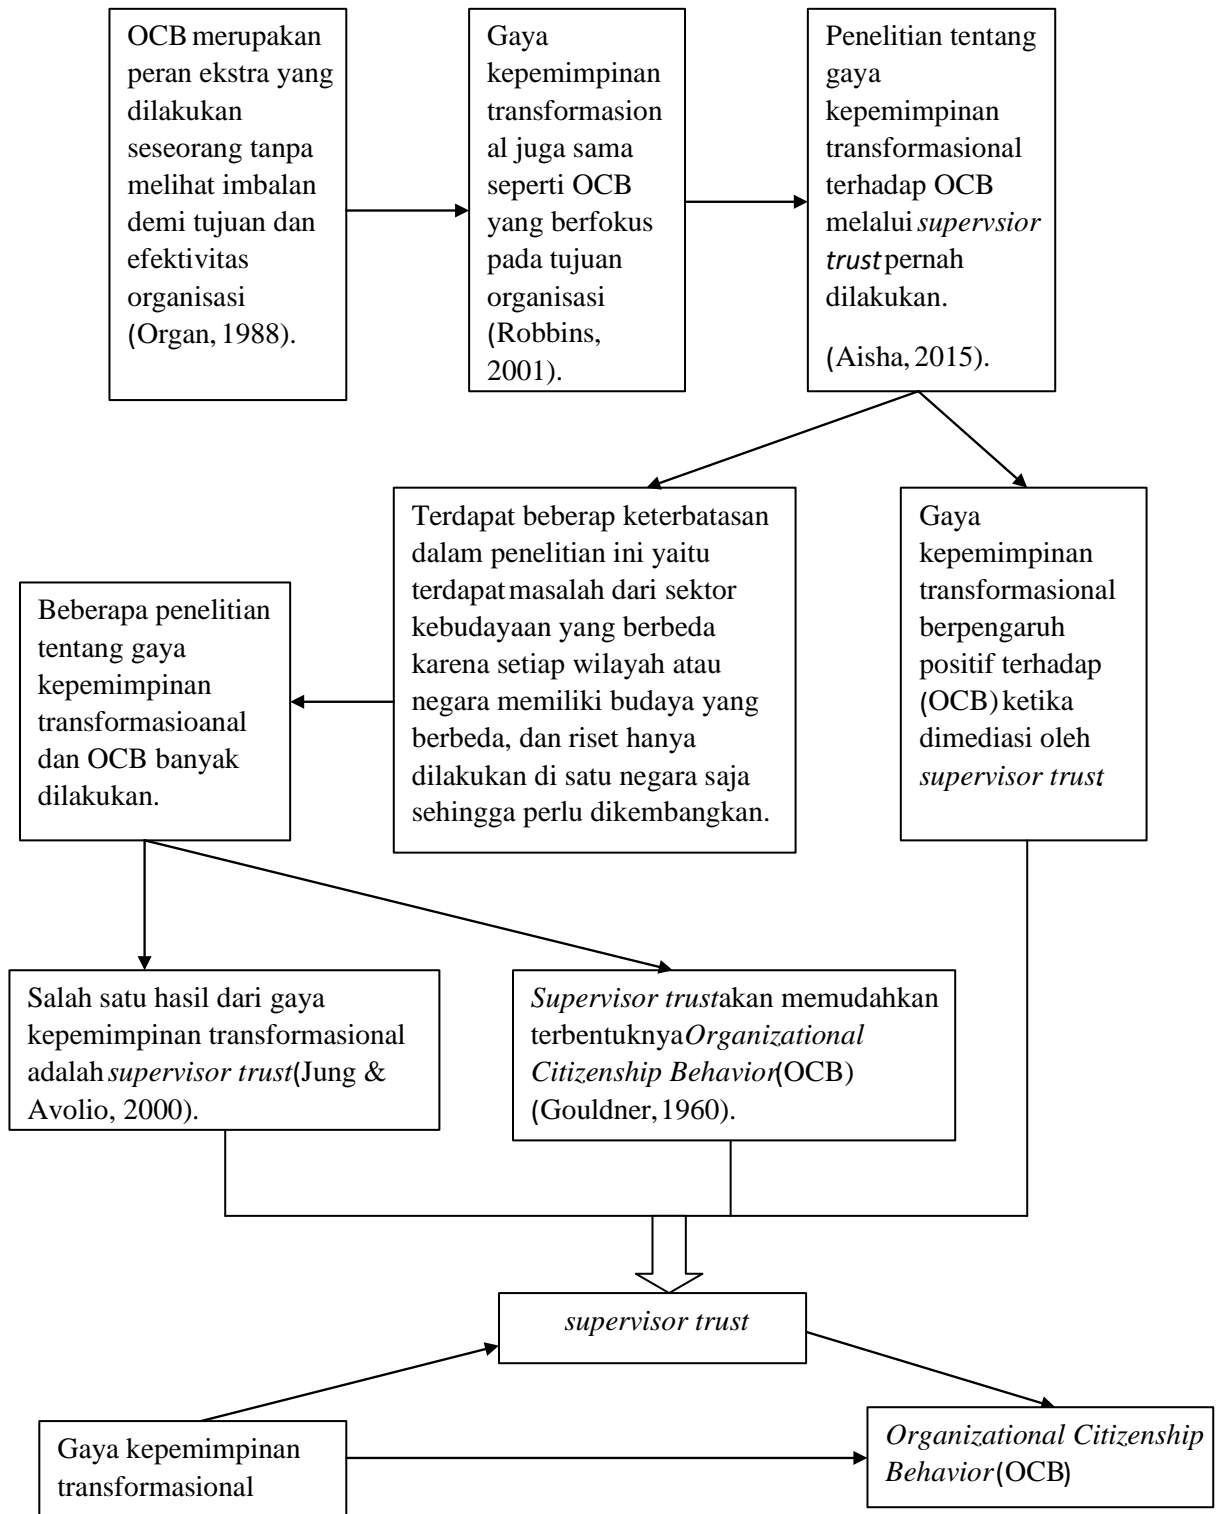 OCB merupakan
peran ekstra yang
dilakukan
seseorang tanpa
melihat imbalan
demi tujuan dan
efektivitas
organisasi
(Organ, 1988).
Gaya
kepemimpinan
transformasion
al juga sama
seperti OCB
yang berfokus
pada tujuan
organisasi
(Robbins,
2001).
Penelitian tentang
gaya
kepemimpinan
transformasional
terhadap OCB
melalui supervsior
trust pernah
dilakukan.
(Aisha, 2015).
Terdapat beberap keterbatasan
dalam penelitian ini yaitu
terdapat masalah dari sektor
kebudayaan yang berbeda
karena setiap wilayah atau
negara memiliki budaya yang
berbeda, dan riset hanya
dilakukan di satu negara saja
sehingga perlu dikembangkan.
Gaya
kepemimpinan
transformasional
berpengaruh
positif terhadap
(OCB) ketika
dimediasi oleh
supervisor trust.
Beberapa penelitian
tentang gaya
kepemimpinan
transformasioanal
dan OCB banyak
dilakukan.
Salah satu hasil dari gaya
kepemimpinan transformasional
adalah supervisor trust (Jung &
Avolio, 2000).
Supervisor trust akan memudahkan
terbentuknya Organizational
Citizenship Behavior (OCB)
(Gouldner, 1960).
supervisor trust
Gaya kepemimpinan
transformasional
Organizational Citizenship
Behavior (OCB)